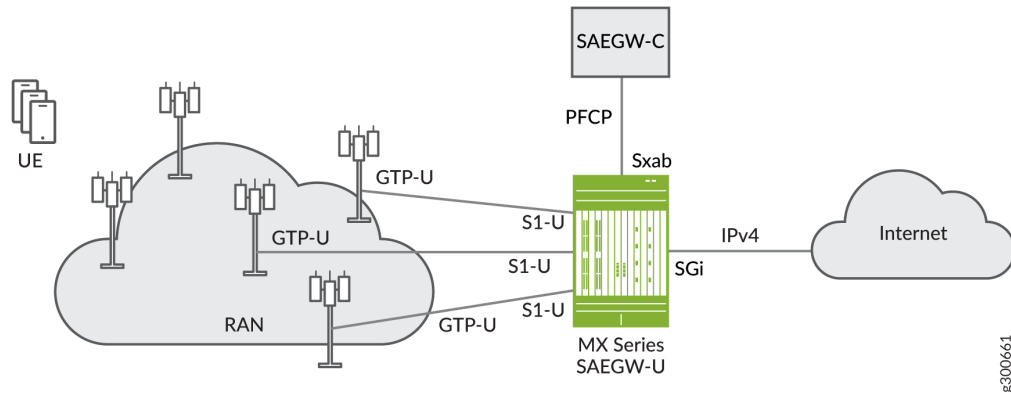 SAEGW-C
PFCP
Sxab
UE
GTP-U
S1-U
GTP-U
S1-U
IPv4
SGi
Internet
RAN
GTP-U
S1-U
MX Series
SAEGW-U
g300661